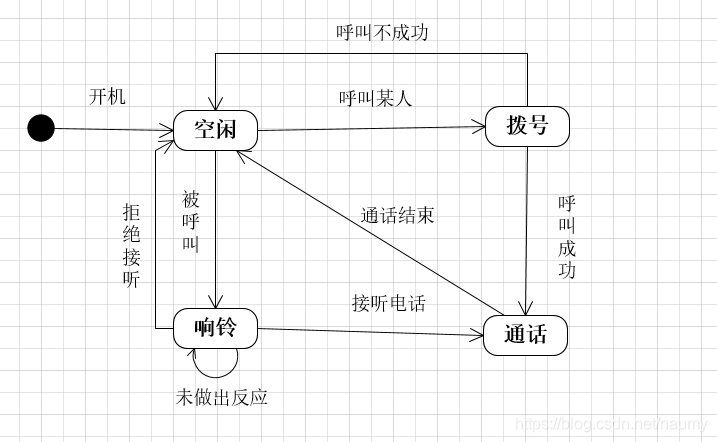 呼叫不成功
开机
呼叫某人
空闲
拨号
被呼叫
拒绝接听
通话结束
呼叫成功
接听电话
响铃
通话
未做出反应
https://blog.csdn.net/naumy